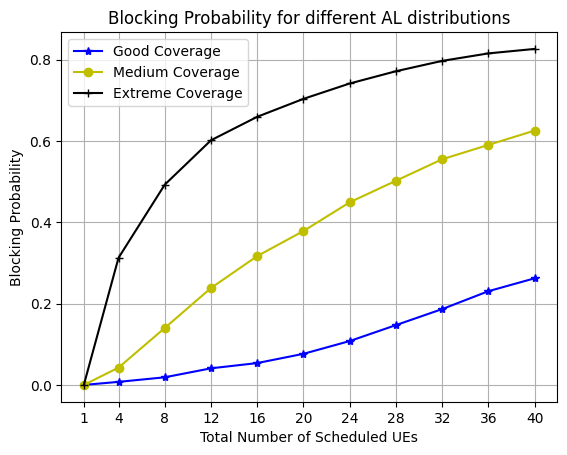 Blocking Probability for different AL distributions
Good Coverage
Medium Coverage
Extreme Coverage
Blocking Probability
0.8
0.6
0.4
0.2
0.0
1 4 8 12 16 20 24 28 32 36 40
Total Number of Scheduled UEs